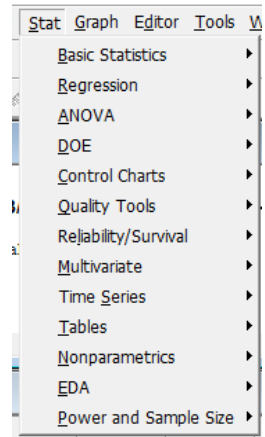 Stat Graph Editor Tools
Basic Statistics
Regression
ANOVA
DOE
Control Charts
Quality Tools
Reliability/Survival
Multivariate
Time Series
Tables
Nonparametrics
EDA
Power and Sample Size